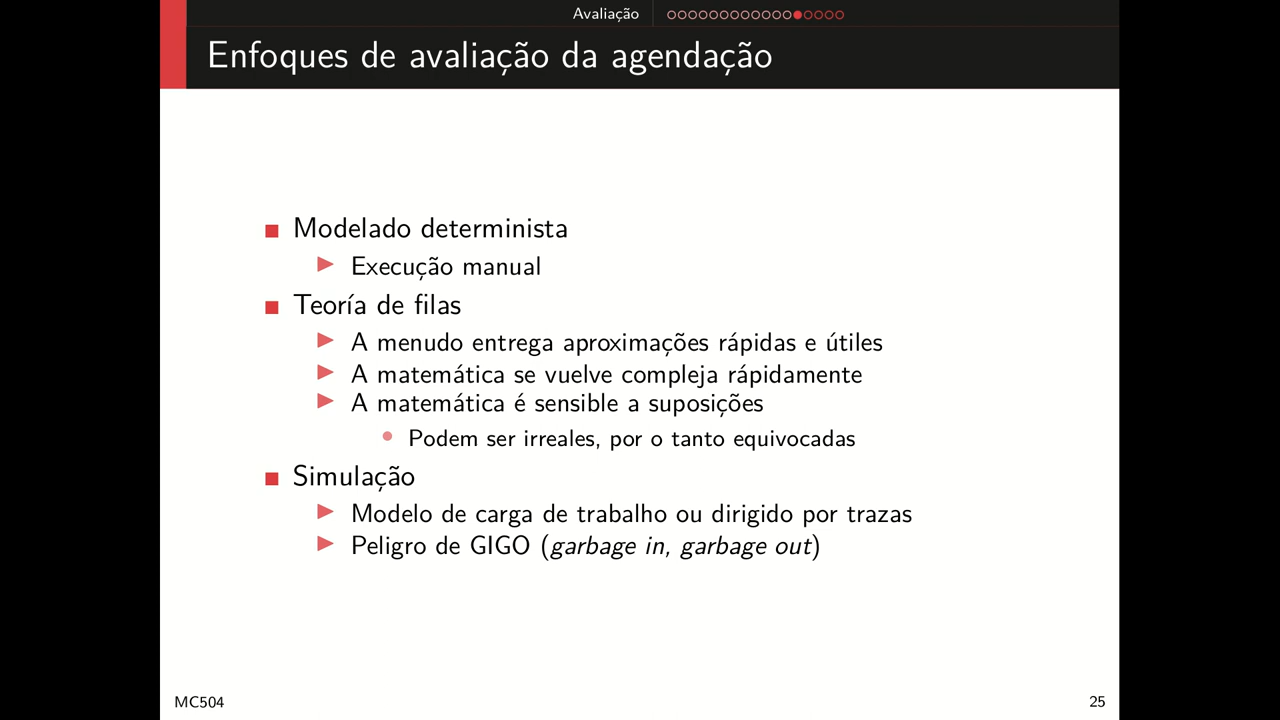 Avaliação
Enfoques de avaliação da agendação
Modelado determinista
Execução manual
Teoría de filas
A menudo entrega aproximações rápidas e útiles
A matemática se vuelve compleja rápidamente
A matemática é sensible a suposições
Podem ser irreales, por o tanto equivocadas
Simulação
Modelo de carga de trabalho ou dirigido por trazas
Peligro de GIGO (garbage in, garbage out)
MC504
25